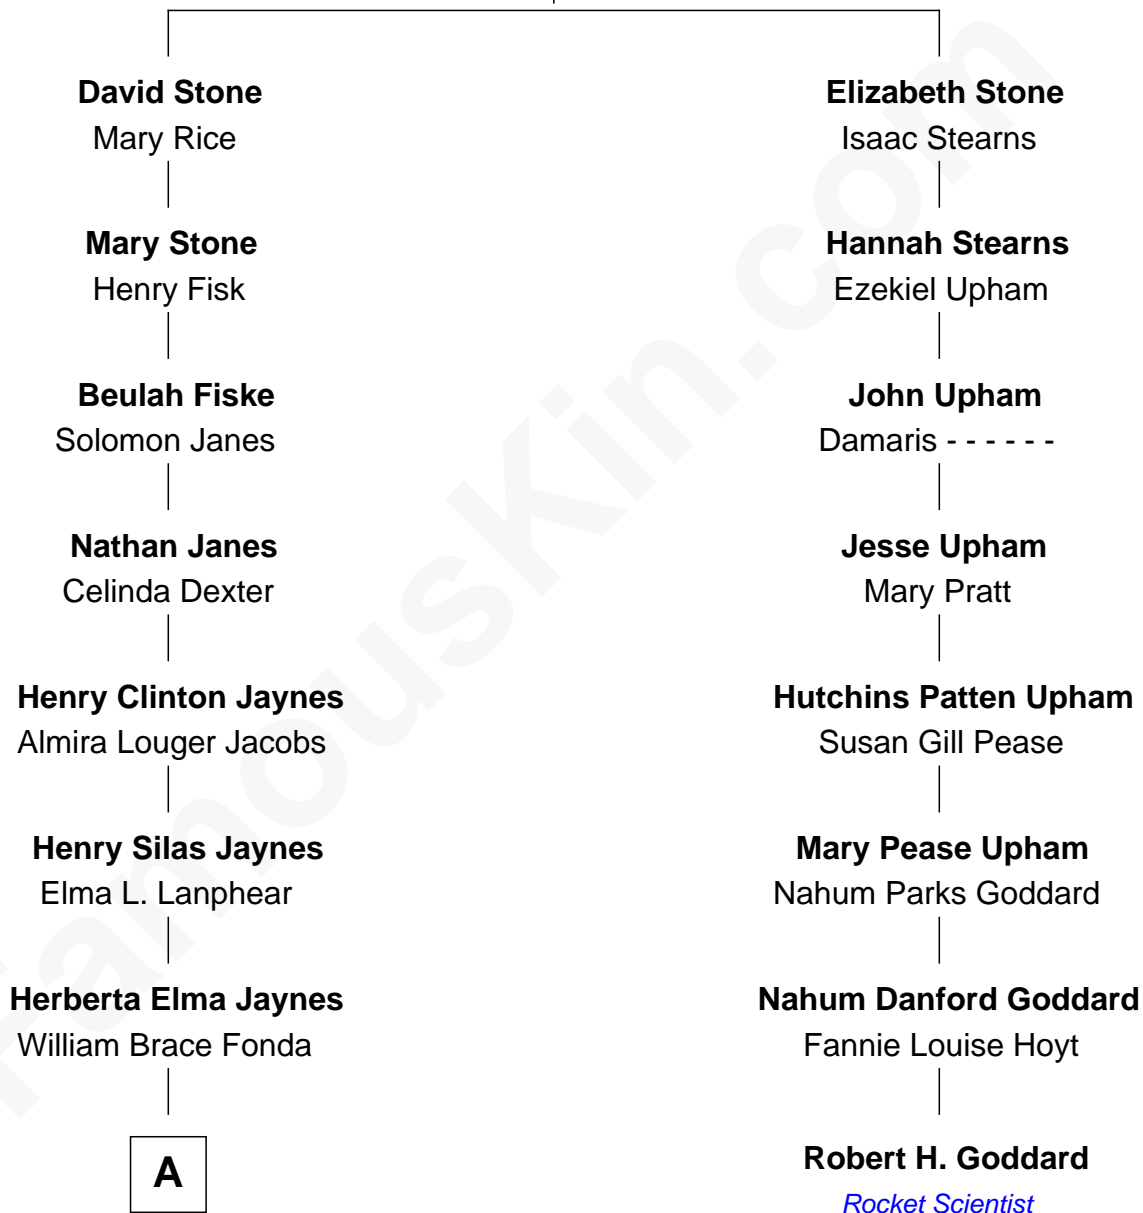 David Stone
Mary Rice
Mary Stone
Henry Fisk
Beulah Fiske
Solomon Janes
Nathan Janes
Celinda Dexter
Henry Clinton Jaynes
Almira Louger Jacobs
Henry Silas Jaynes
Elma L. Lanphear
Herberta Elma Jaynes
William Brace Fonda
A
Elizabeth Stone
Isaac Stearns
Hannah Stearns
Ezekiel Upham
John Upham
Damaris - - - - - -
Jesse Upham
Mary Pratt
Hutchins Patten Upham
Susan Gill Pease
Mary Pease Upham
Nahum Parks Goddard
Nahum Danford Goddard
Fannie Louise Hoyt
Robert H. Goddard
Rocket Scientist
FamousKin.com